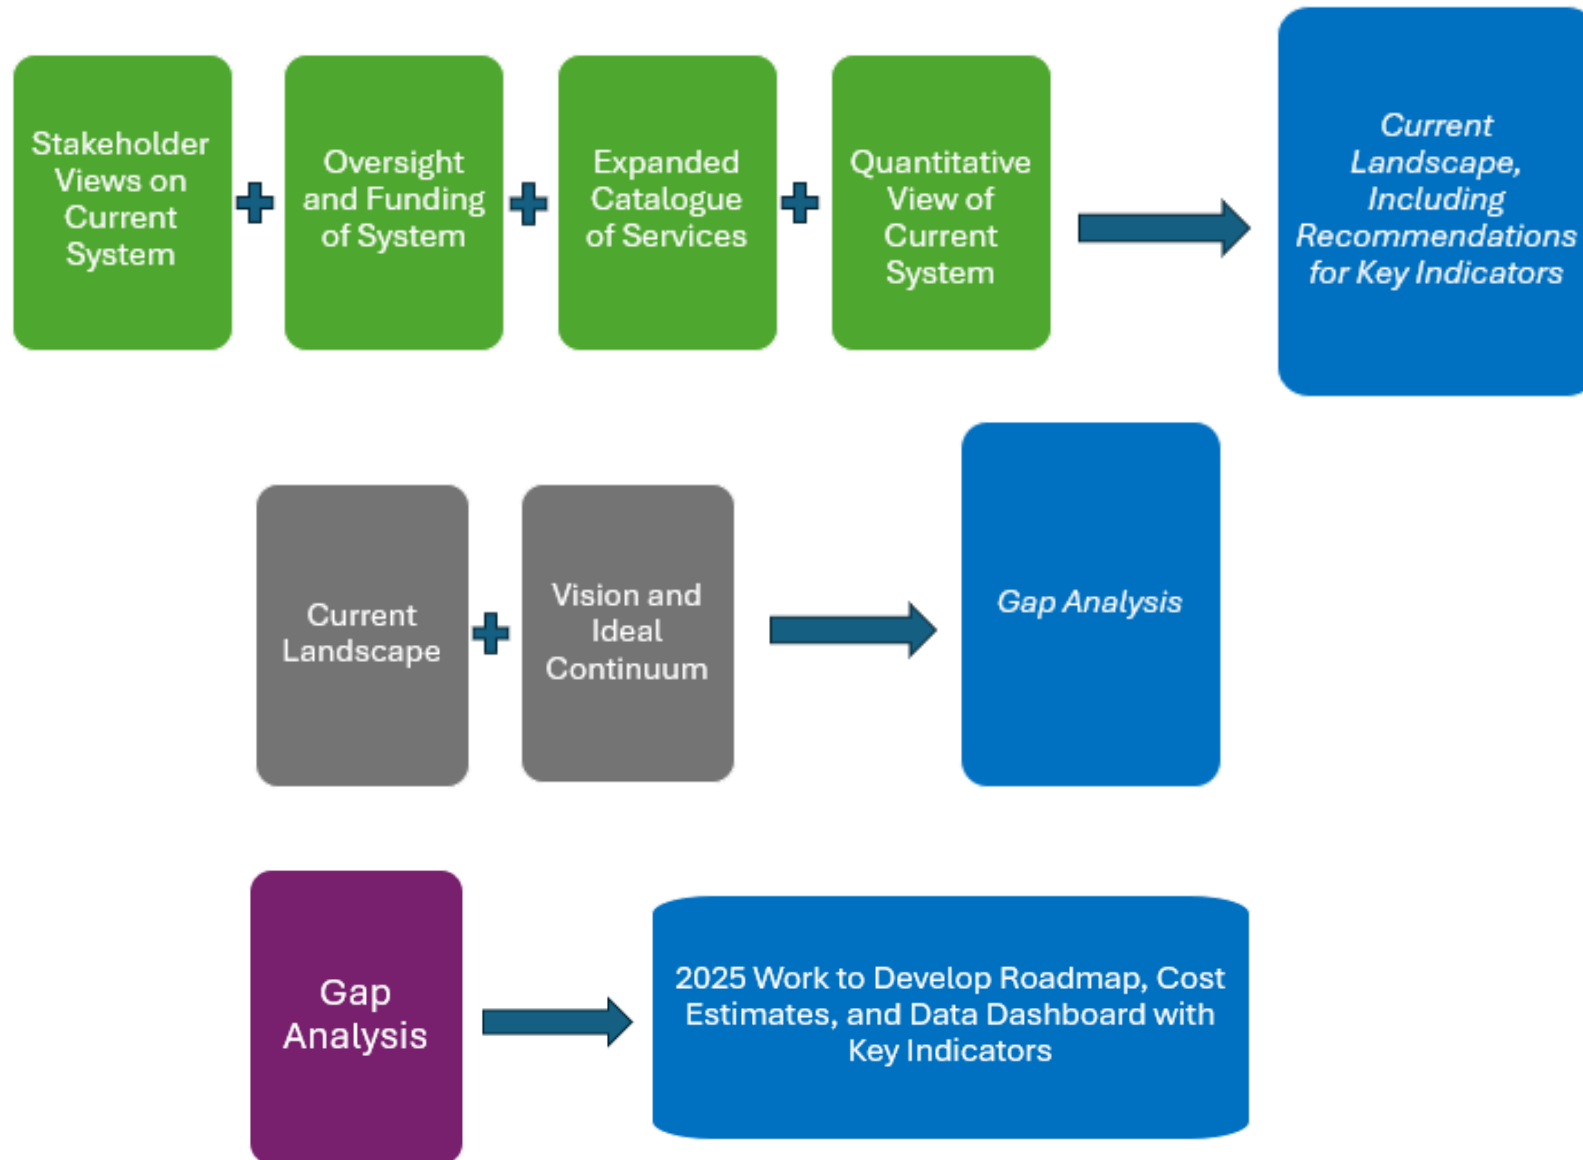 Stakeholder
Views on
Current
System
Oversight
and Funding
of System
Expanded
Catalogue
of Services
Quantitative
View of
Current
System
Current
Landscape,
Including
Recommendations
for Key Indicators
Current
Landscape
Vision and
Ideal
Continuum
Gap Analysis
Gap
Analysis
2025 Work to Develop Roadmap, Cost
Estimates, and Data Dashboard with
Key Indicators